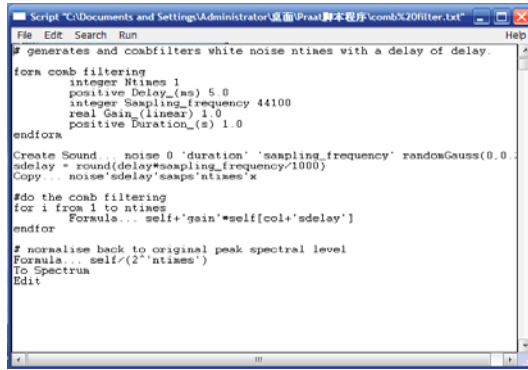 Script "C:\Documents and Settings\Administrator\桌面\Praat脚本程序\comb%20filter.txt"
File Edit Search Run Help
# generates and combfilters white noise ntimes with a delay of delay.
form comb filtering
integer Ntimes 1
positive Delay_(ms) 5.0
integer Sampling_frequency 44100
real Gain_(linear) 1.0
positive Duration_(s) 1.0
endform
Create Sound... noise 0 'duration' 'sampling_frequency' randomGauss(0,0.
sdelay = round(delay*sampling_frequency/1000)
Copy... noise'sdelay'samps'ntimes'x
#do the comb filtering
for i from 1 to ntimes
Formula... self+'gain'*self[col+'sdelay']
endfor
# normalise back to original peak spectral level
Formula... self/(2^'ntimes')
To Spectrum
Edit